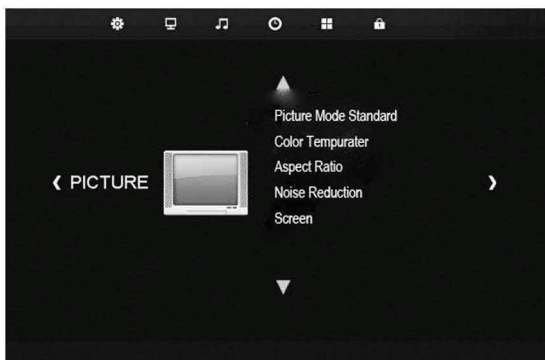 Picture Mode Standard
Color Tempurater
Aspect Ratio
PICTURE
Noise Reduction
Screen